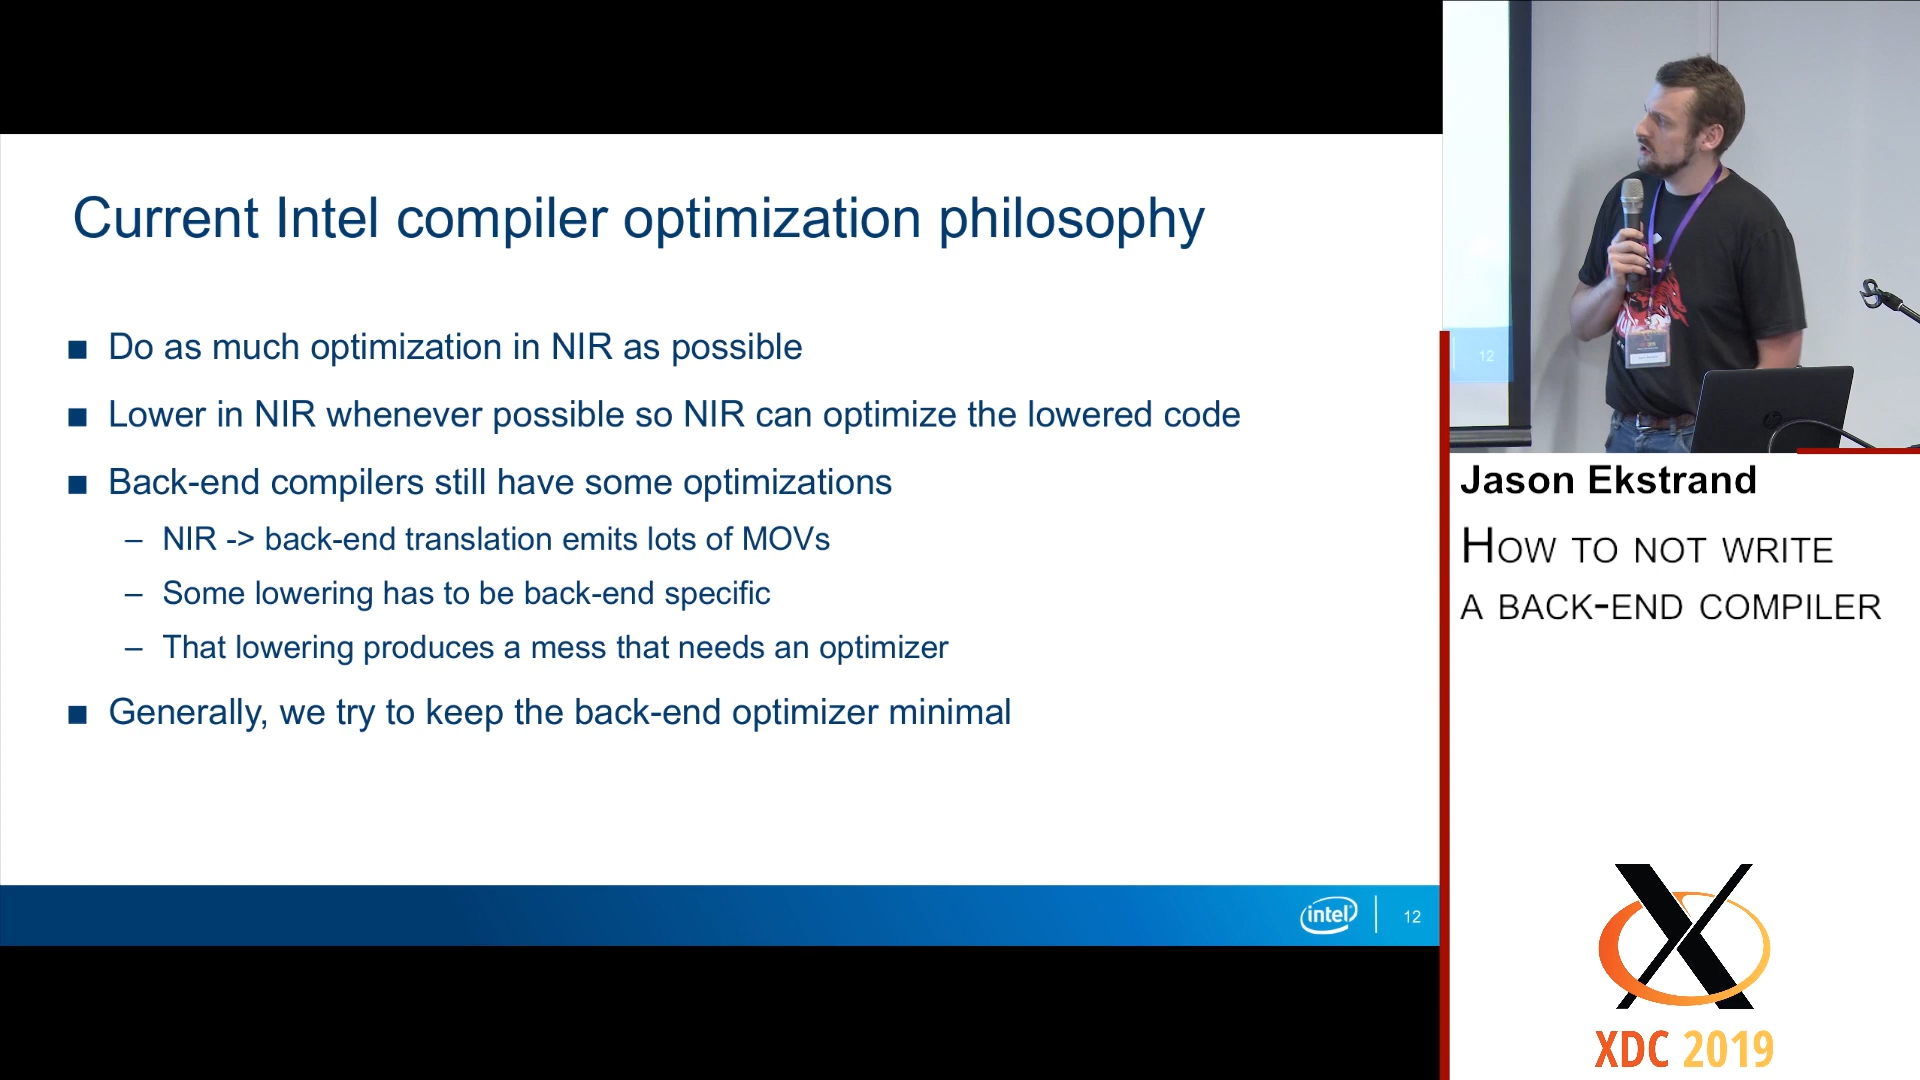 Current Intel compiler optimization philosophy
■ Do as much optimization in NIR as possible
■ Lower in NIR whenever possible so NIR can optimize the lowered code
■ Back-end compilers still have some optimizations
– NIR -> back-end translation emits lots of MOVs
– Some lowering has to be back-end specific
– That lowering produces a mess that needs an optimizer
■ Generally, we try to keep the back-end optimizer minimal
intel
12
12
Jason Ekstrand
How to not write
a back-end compiler
XDC 2019